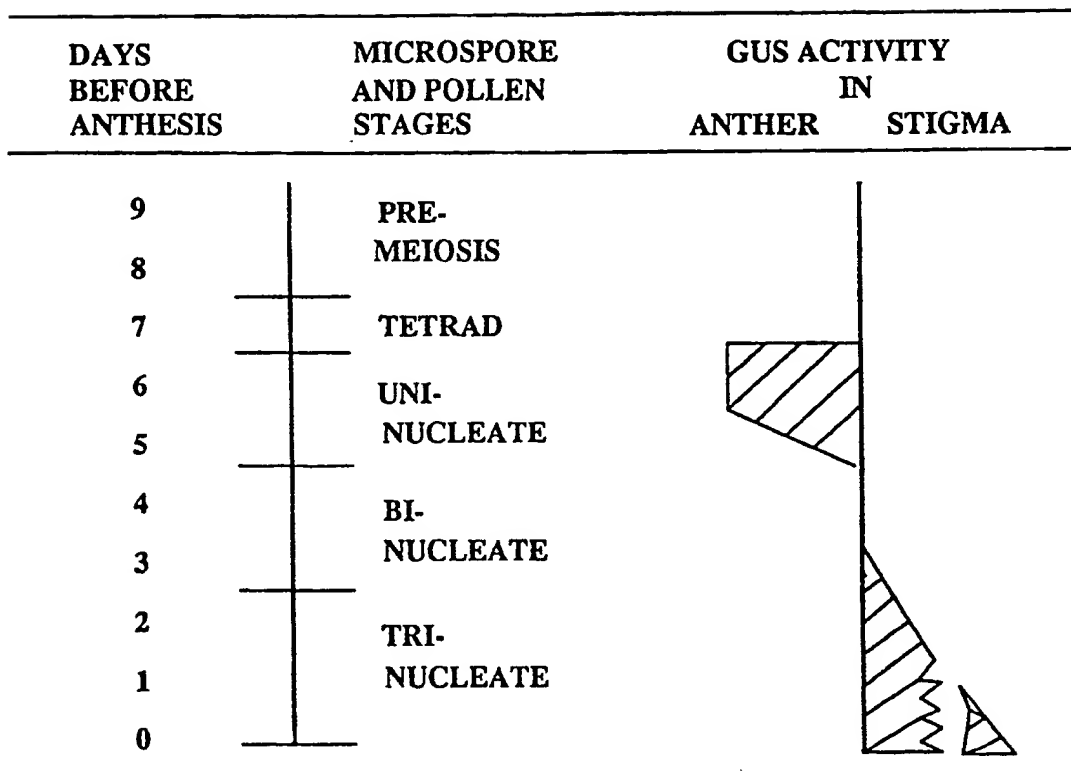 DAYS BEFORE ANTHESIS
MICROSPORE AND POLLEN STAGES
GUS ACTIVITY IN
ANTHER STIGMA
9
PRE-
MEIOSIS
8
7
TETRAD
6
UNI-
NUCLEATE
5
4
BI-
NUCLEATE
3
2
TRI-
NUCLEATE
1
0